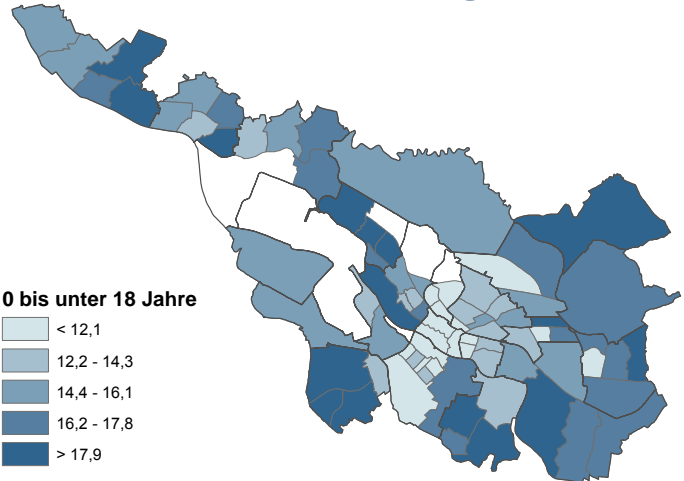 0 bis unter 18 Jahre
< 12,1
12,2 - 14,3
14,4 - 16,1
16,2 - 17,8
> 17,9